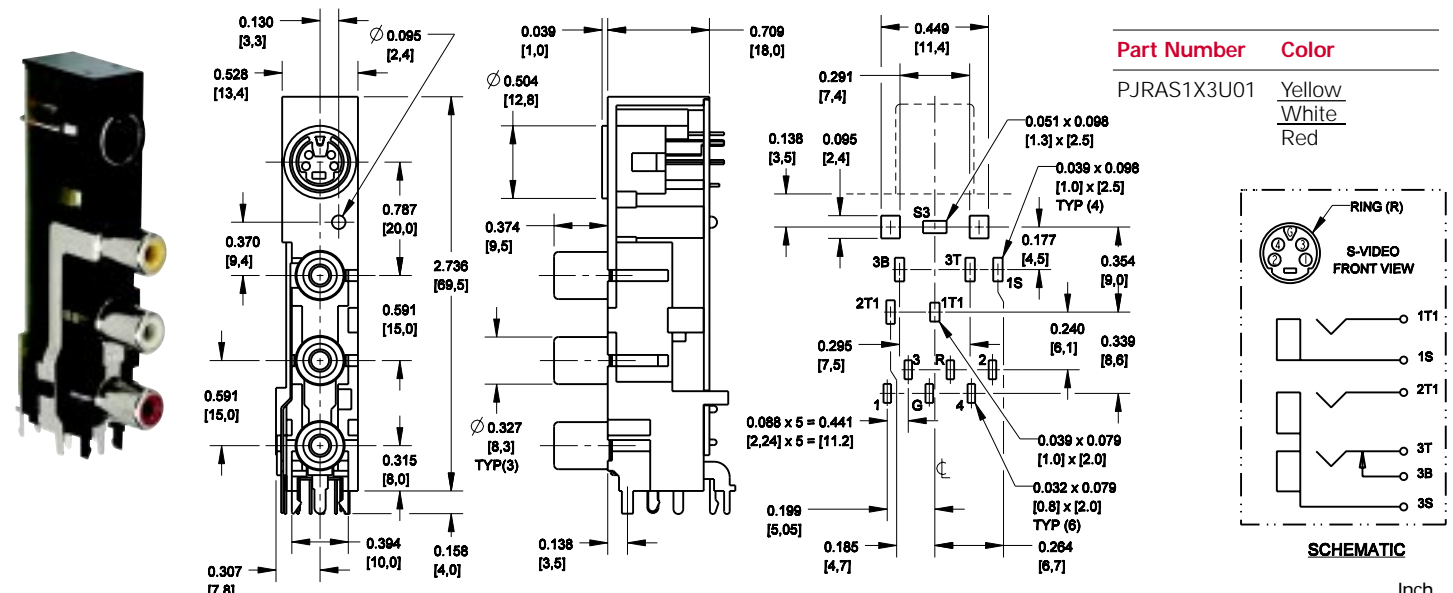 0.130
[3,3]
Ø 0.095
[2,4]
0.528
[13,4]
0.787
[20,0]
0.370
[9,4]
2.736
[69,5]
0.591
[15,0]
0.591
[15,0]
0.315
[8,0]
0.394
[10,0]
0.158
[4,0]
0.307
[7,8]
0.039
[1,0]
0.709
[18,0]
Ø 0.504
[12,8]
0.374
[9,5]
Ø 0.327
[8,3]
TYP(3)
0.138
[3,5]
0.449
[11,4]
0.291
[7,4]
0.138
[3,5]
0.095
[2,4]
0.051 x 0.098
[1.3] x [2.5]
0.039 x 0.098
[1.0] x [2.5]
TYP (4)
S3
0.177
[4,5]
0.354
[9,0]
3B
3T
1S
2T1
1T1
0.240
[6,1]
0.339
[8,6]
0.295
[7,5]
3
R
2
1
G
4
0.088 x 5 = 0.441
[2,24] x 5 = [11.2]
0.039 x 0.079
[1.0] x [2.0]
0.032 x 0.079
[0.8] x [2.0]
TYP (6)
0.199
[5,05]
0.185
[4,7]
0.264
[6,7]
Part Number Color
PJRAS1X3U01 Yellow
White
Red
RING (R)
G
4 3
2 1
S-VIDEO
FRONT VIEW
1T1
1S
2T1
3T
3B
3S
SCHEMATIC
Inch